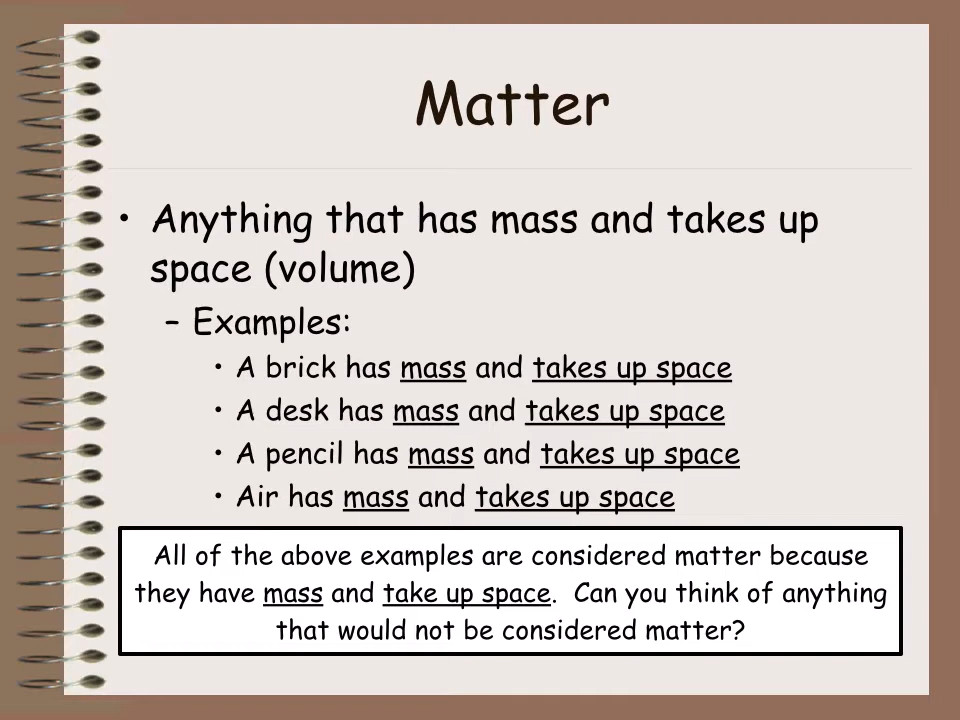 Matter
• Anything that has mass and takes up
space (volume)
– Examples:
• A brick has mass and takes up space
• A desk has mass and takes up space
• A pencil has mass and takes up space
• Air has mass and takes up space
All of the above examples are considered matter because
they have mass and take up space.  Can you think of anything
that would not be considered matter?